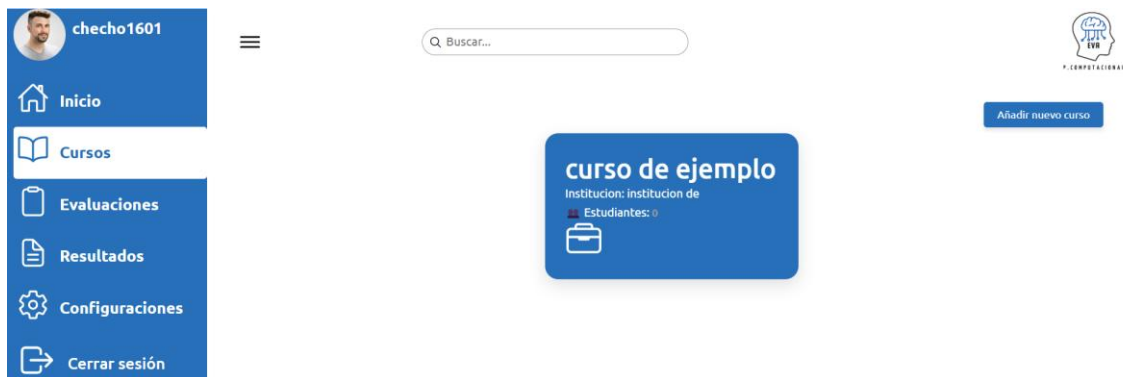 checho1601
Inicio
Cursos
Evaluaciones
Resultados
Configuraciones
Cerrar sesión
Buscar...
EVA
P.COMPUTACIONAL
Añadir nuevo curso
curso de ejemplo
Institucion: institucion de
Estudiantes: 0